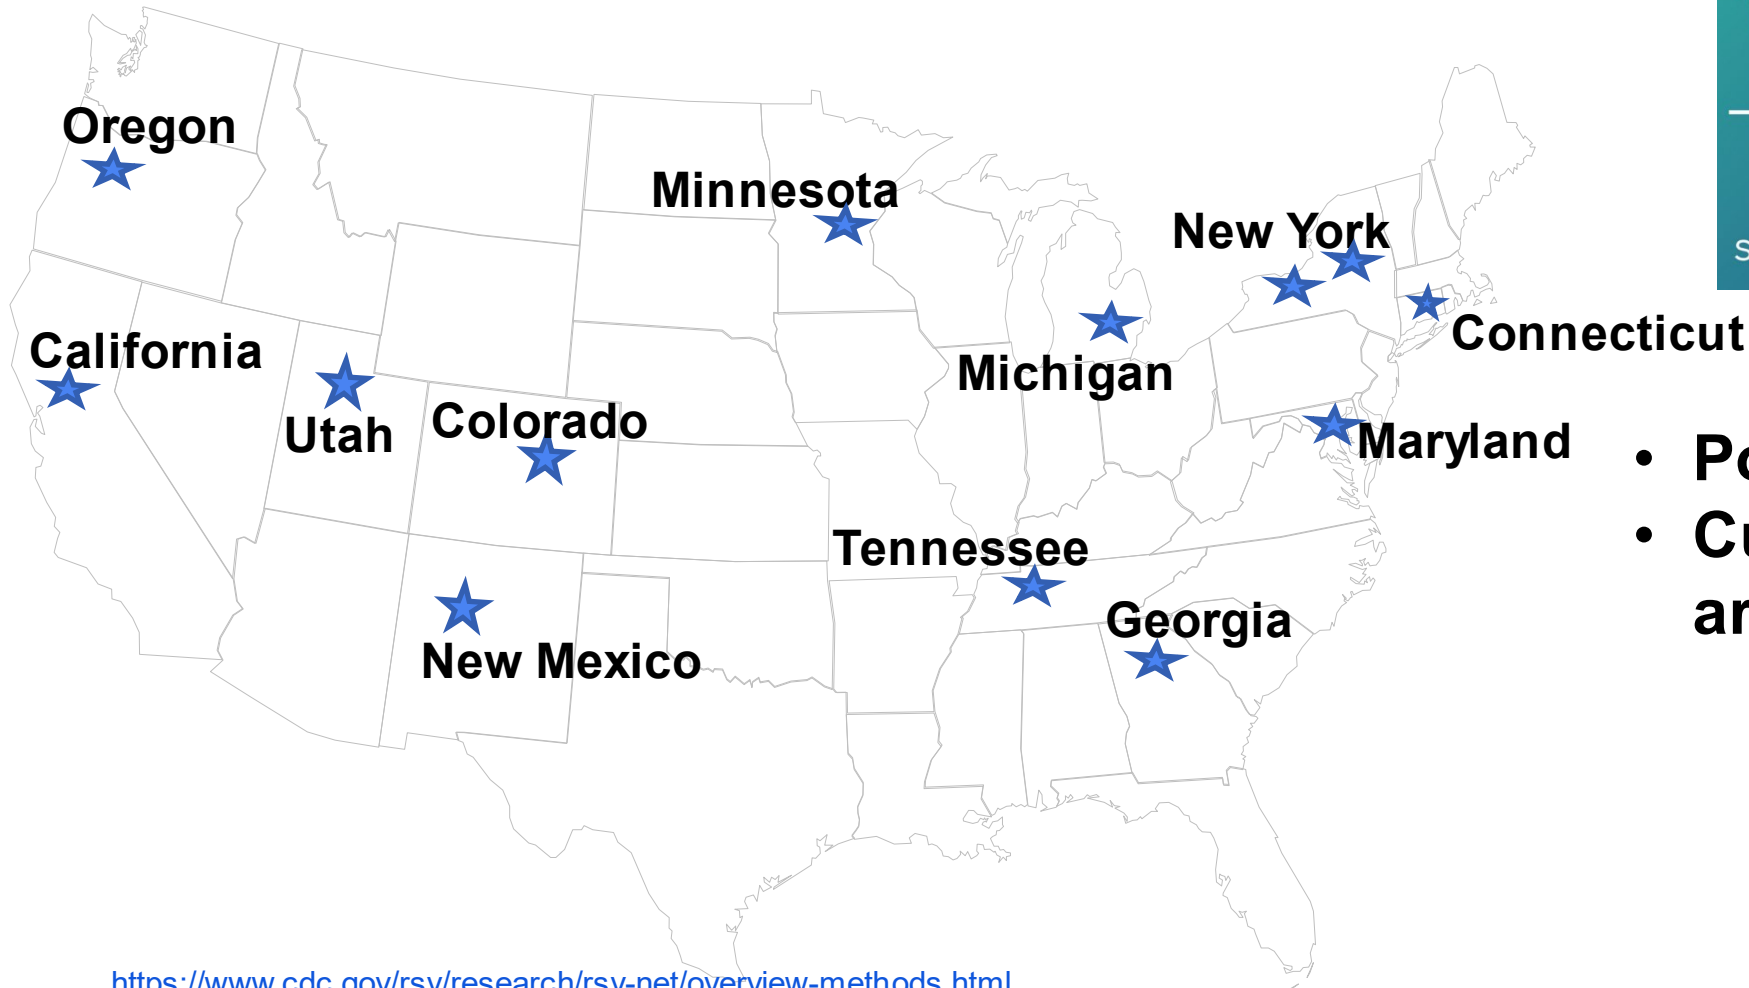 Oregon
Minnesota
New York
Connecticut
California
Michigan
Utah
Colorado
Maryland
Tennessee
Georgia
New Mexico
https://www.cdc.gov/rsv/research/rsv-net/overview-methods.html